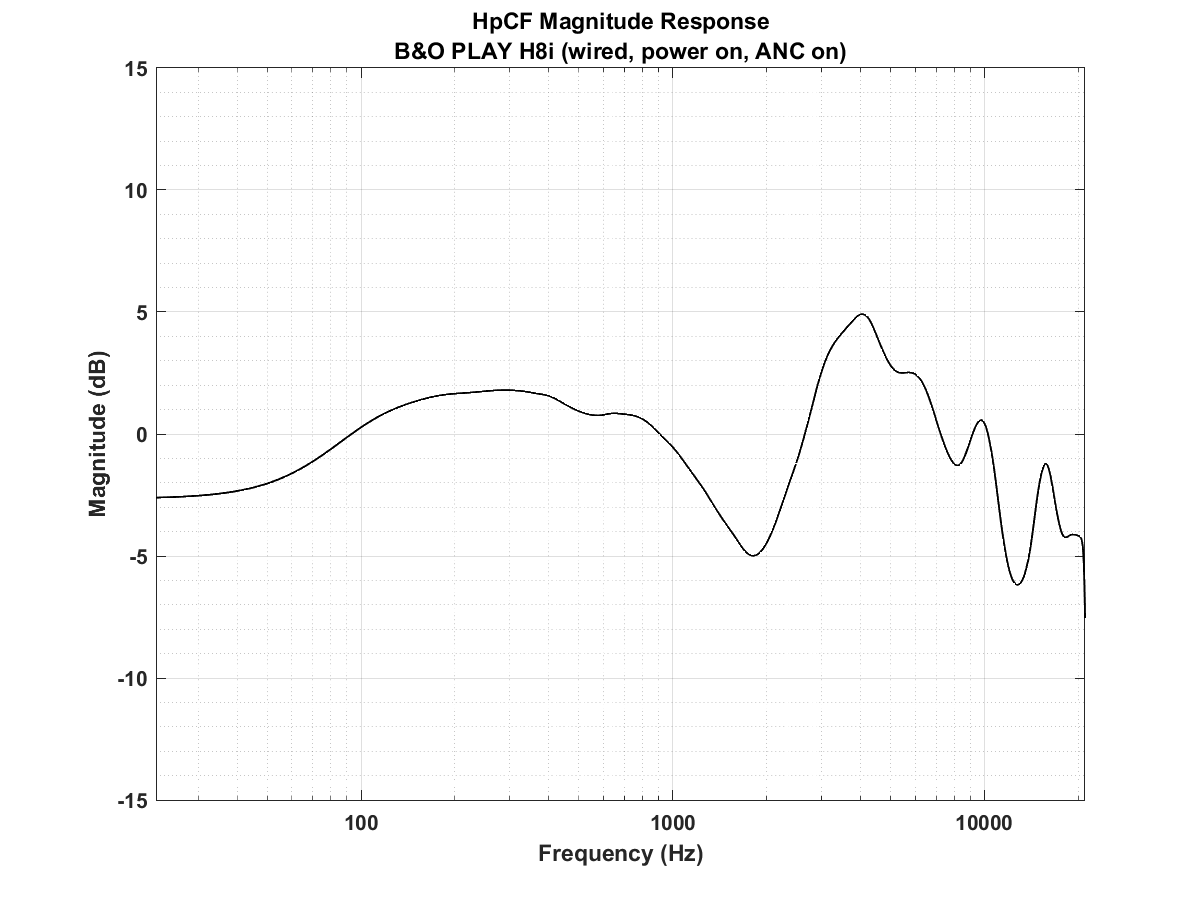 HpCF Magnitude Response
B&O PLAY H8i (wired, power on, ANC on)
15
10
5
0
-5
-10
-15
Magnitude (dB)
100 1000 10000
Frequency (Hz)